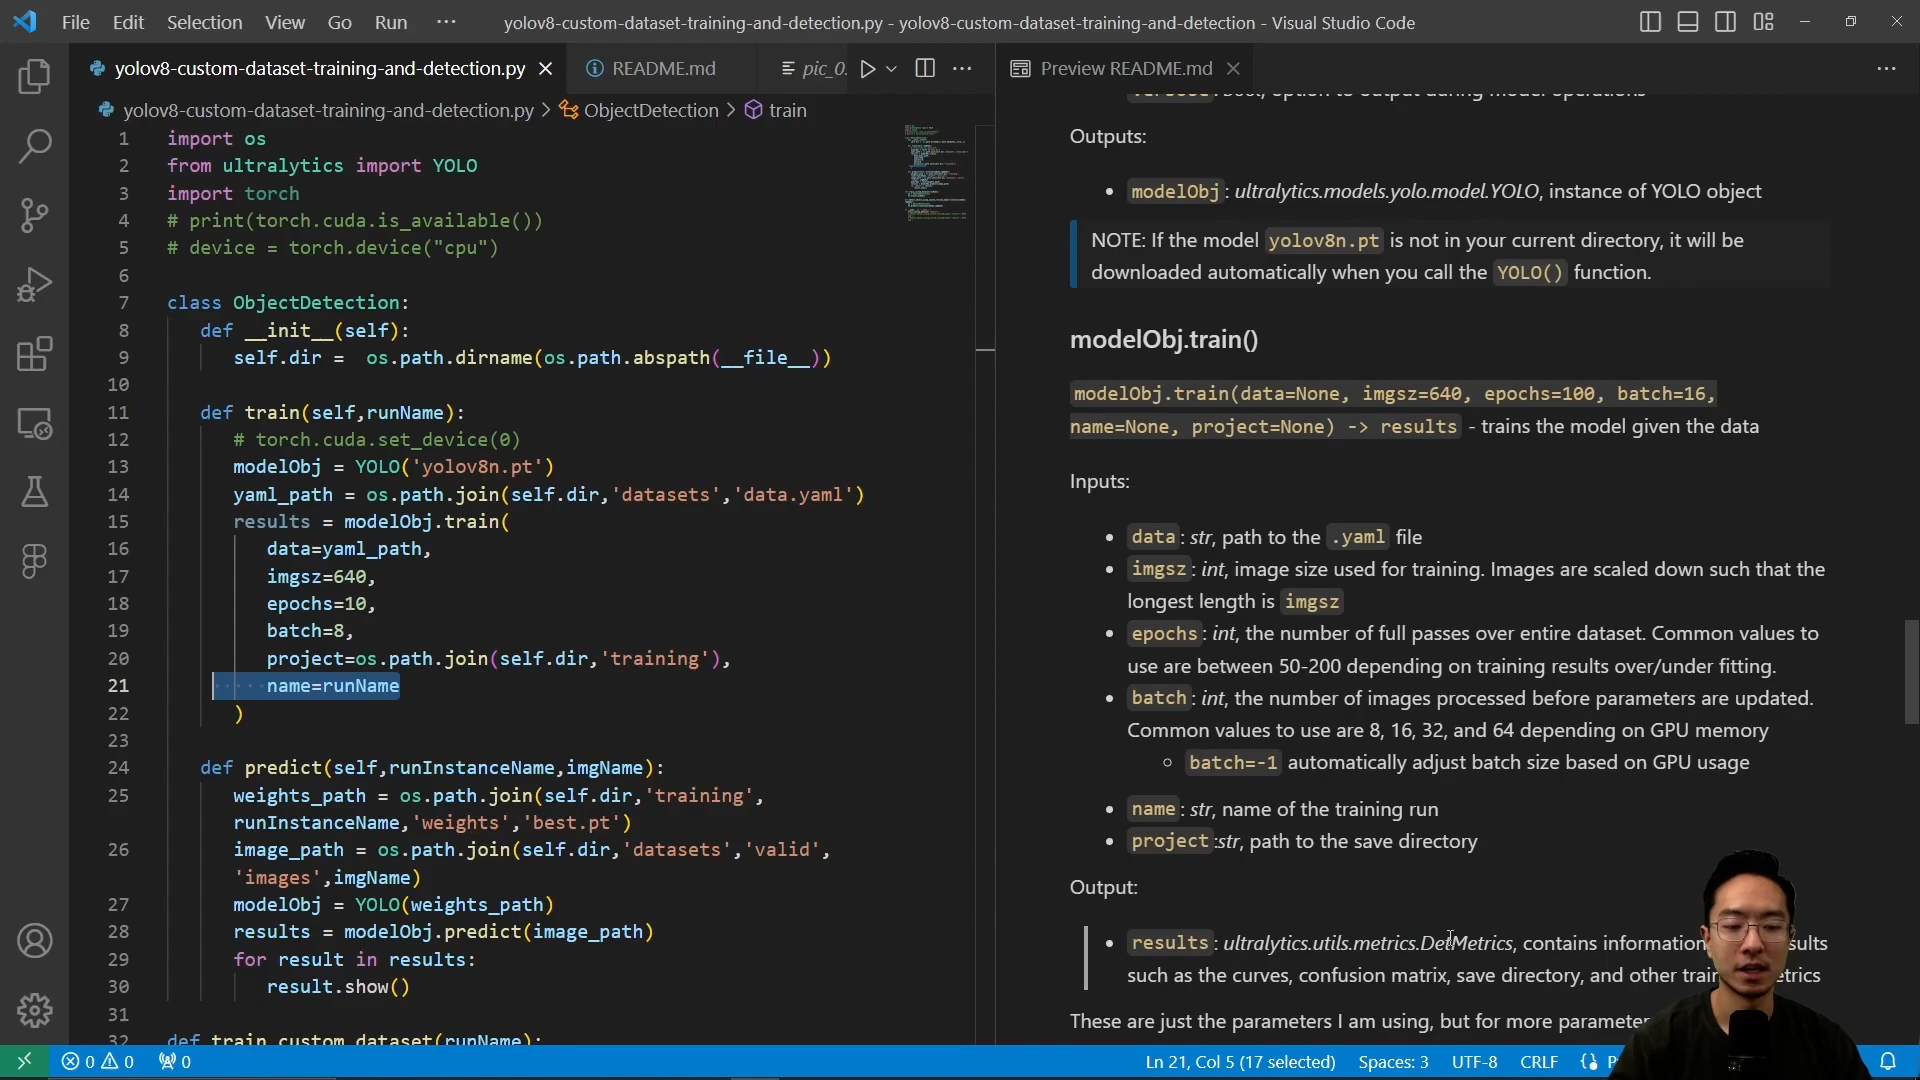 File Edit Selection View Go Run ··· yolov8-custom-dataset-training-and-detection.py - yolov8-custom-dataset-training-and-detection - Visual Studio Code
yolov8-custom-dataset-training-and-detection.py README.md pic_0.
yolov8-custom-dataset-training-and-detection.py > ObjectDetection > train
1 import os
2 from ultralytics import YOLO
3 import torch
4 # print(torch.cuda.is_available())
5 # device = torch.device("cpu")
6
7 class ObjectDetection:
8 def __init__(self):
9 self.dir =  os.path.dirname(os.path.abspath(__file__))
10
11 def train(self,runName):
12 # torch.cuda.set_device(0)
13 modelObj = YOLO('yolov8n.pt')
14 yaml_path = os.path.join(self.dir,'datasets','data.yaml')
15 results = modelObj.train(
16 data=yaml_path,
17 imgsz=640,
18 epochs=10,
19 batch=8,
20 project=os.path.join(self.dir,'training'),
21 name=runName
22 )
23
24 def predict(self,runInstanceName,imgName):
25 weights_path = os.path.join(self.dir,'training',
runInstanceName,'weights','best.pt')
26 image_path = os.path.join(self.dir,'datasets','valid',
'images',imgName)
27 modelObj = YOLO(weights_path)
28 results = modelObj.predict(image_path)
29 for result in results:
30 result.show()
31
32 def train_custom_dataset(runName):
Preview README.md
Outputs:
• modelObj: ultralytics.models.yolo.model.YOLO, instance of YOLO object
NOTE: If the model yolov8n.pt is not in your current directory, it will be
downloaded automatically when you call the YOLO() function.
modelObj.train()
modelObj.train(data=None, imgsz=640, epochs=100, batch=16,
name=None, project=None) -> results - trains the model given the data
Inputs:
• data: str, path to the .yaml file
• imgsz: int, image size used for training. Images are scaled down such that the
longest length is imgsz
• epochs: int, the number of full passes over entire dataset. Common values to
use are between 50-200 depending on training results over/under fitting.
• batch: int, the number of images processed before parameters are updated.
Common values to use are 8, 16, 32, and 64 depending on GPU memory
◦ batch=-1 automatically adjust batch size based on GPU usage
• name: str, name of the training run
• project:str, path to the save directory
Output:
• results: ultralytics.utils.metrics.DetMetrics, contains information
such as the curves, confusion matrix, save directory, and other
These are just the parameters I am using, but for more
0 0 0 Ln 21, Col 5 (17 selected) Spaces: 3 UTF-8 CRLF